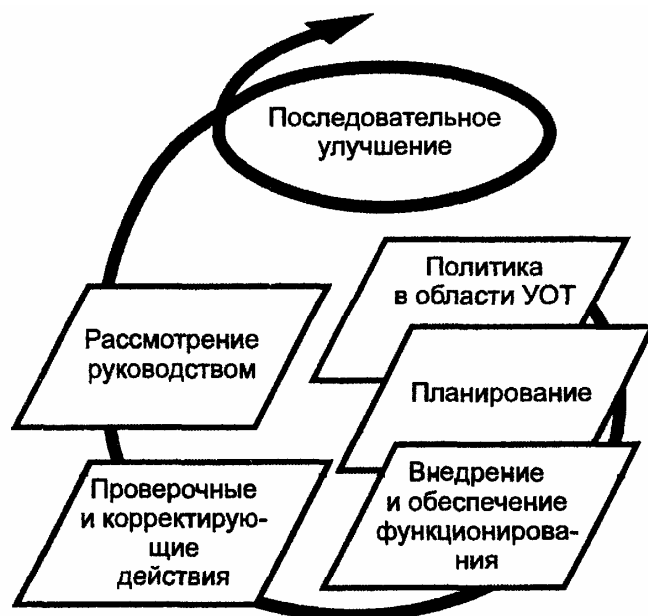 Последовательное
улучшение
Политика
в области УОТ
Рассмотрение
руководством
Планирование
Проверочные
и корректирую-
щие
действия
Внедрение
и обеспечение
функционирова-
ния